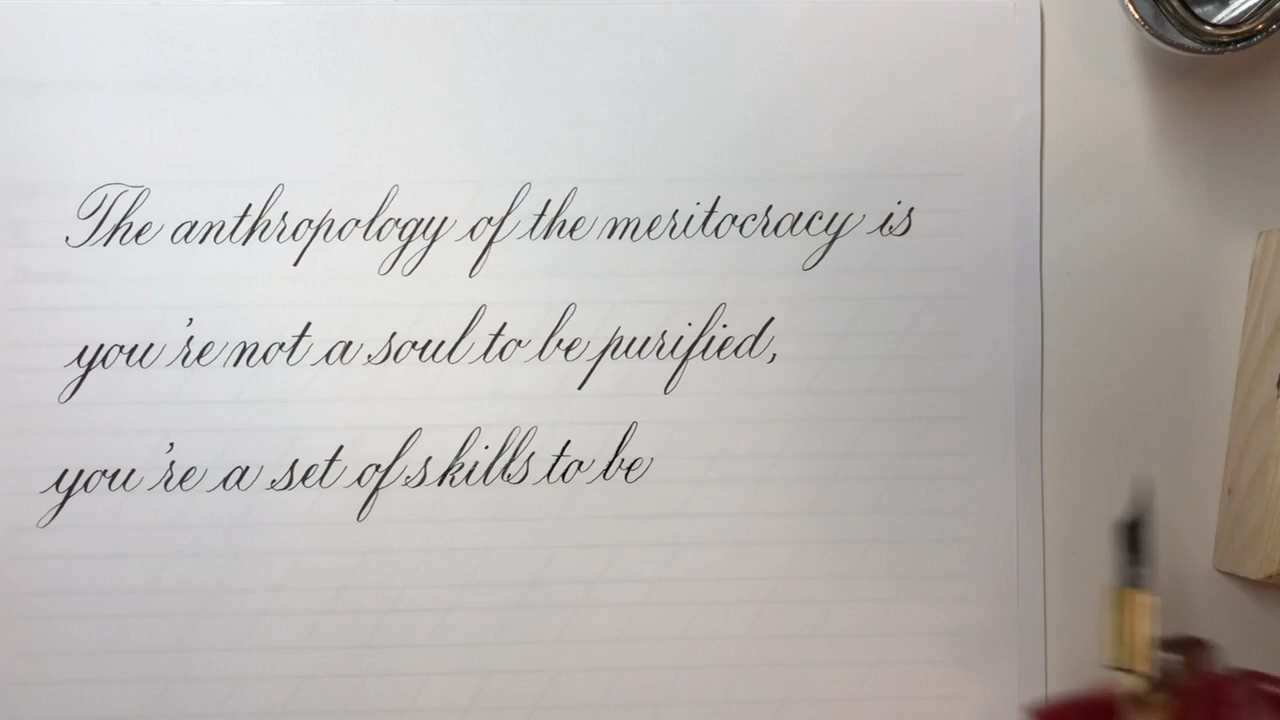 The anthropology of the meritocracy is
you're not a soul to be purified,
you're a set of skills to be